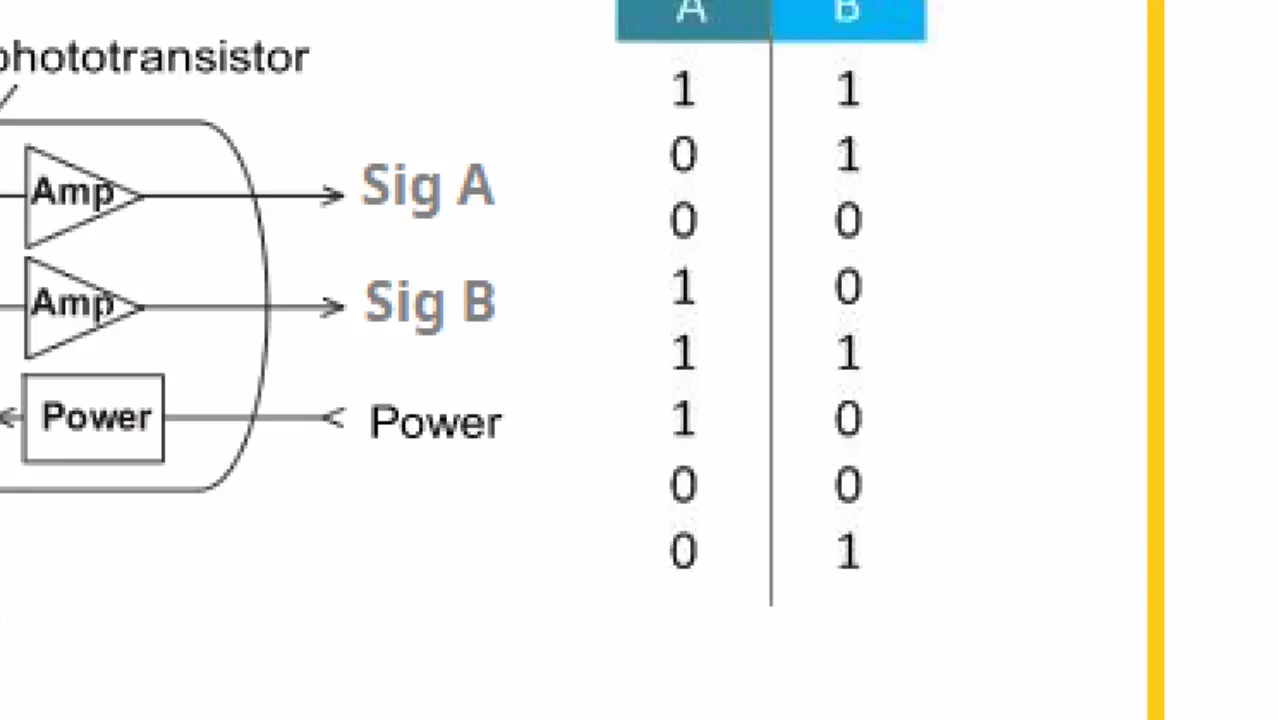 A B
phototransistor
1 1
Amp Sig A
0 1
0 0
Amp Sig B
1 0
1 1
Power Power
1 0
0 0
0 1